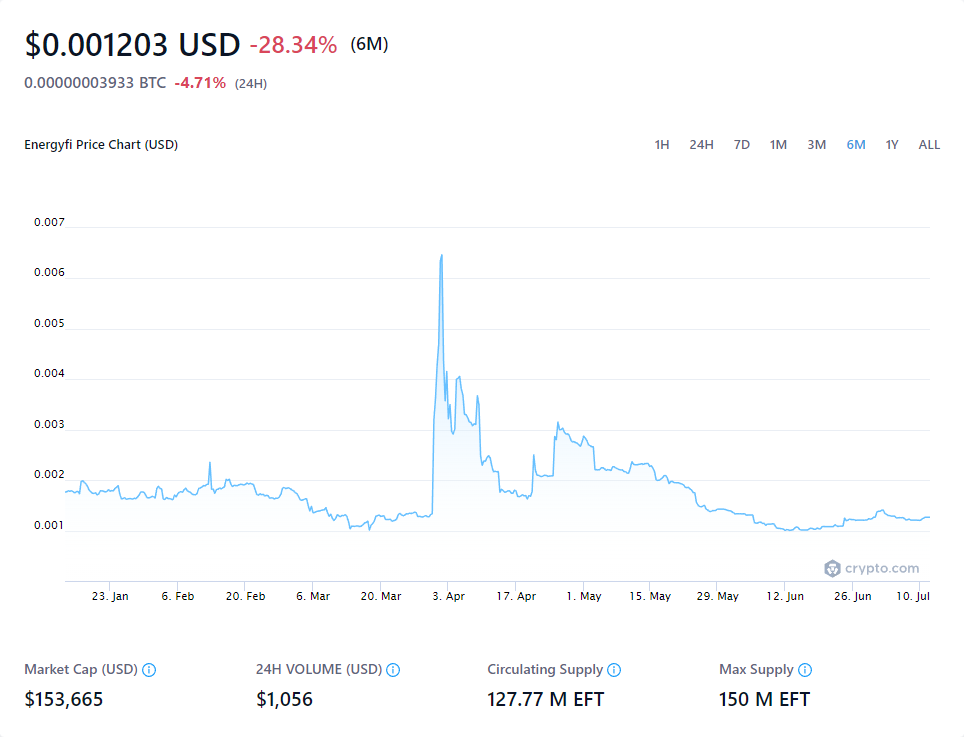 $0.001203 USD -28.34% (6M)
0.00000003933 BTC -4.71% (24H)
Energyfi Price Chart (USD)
1H 24H 7D 1M 3M 6M 1Y ALL
0.007
0.006
0.005
0.004
0.003
0.002
0.001
crypto.com
23. Jan 6. Feb 20. Feb 6. Mar 20. Mar 3. Apr 17. Apr 1. May 15. May 29. May 12. Jun 26. Jun 10. Jul
Market Cap (USD) 24H VOLUME (USD) Circulating Supply Max Supply
$153,665 $1,056 127.77 M EFT 150 M EFT